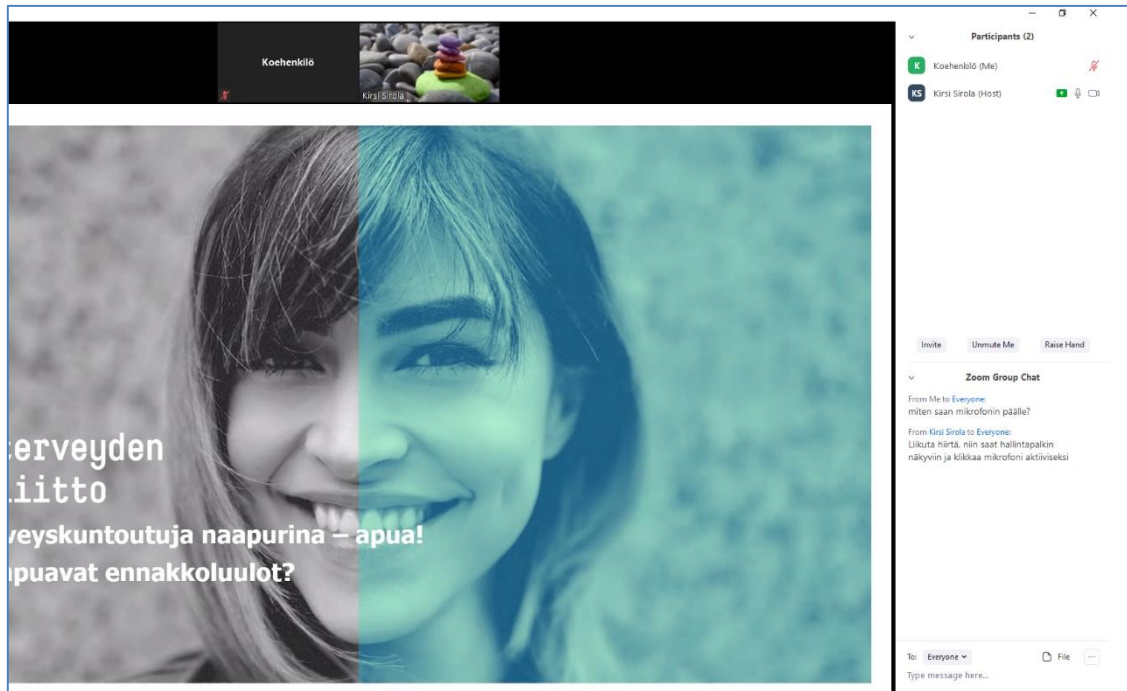 Koehenkilö
Kirsi Sirola
erveyden
iitto
veyskuntoutuja naapurina – apua!
puavat ennakkoluulot?
Participants (2)
K Koehenkilö (Me)
KS Kirsi Sirola (Host)
Invite Unmute Me Raise Hand
Zoom Group Chat
From Me to Everyone:
miten saan mikrofonin päälle?
From Kirsi Sirola to Everyone:
Liikuta hiirtä, niin saat hallintapalkin
näkyviin ja klikkaa mikrofoni aktiiviseksi
To: Everyone File ...
Type message here...